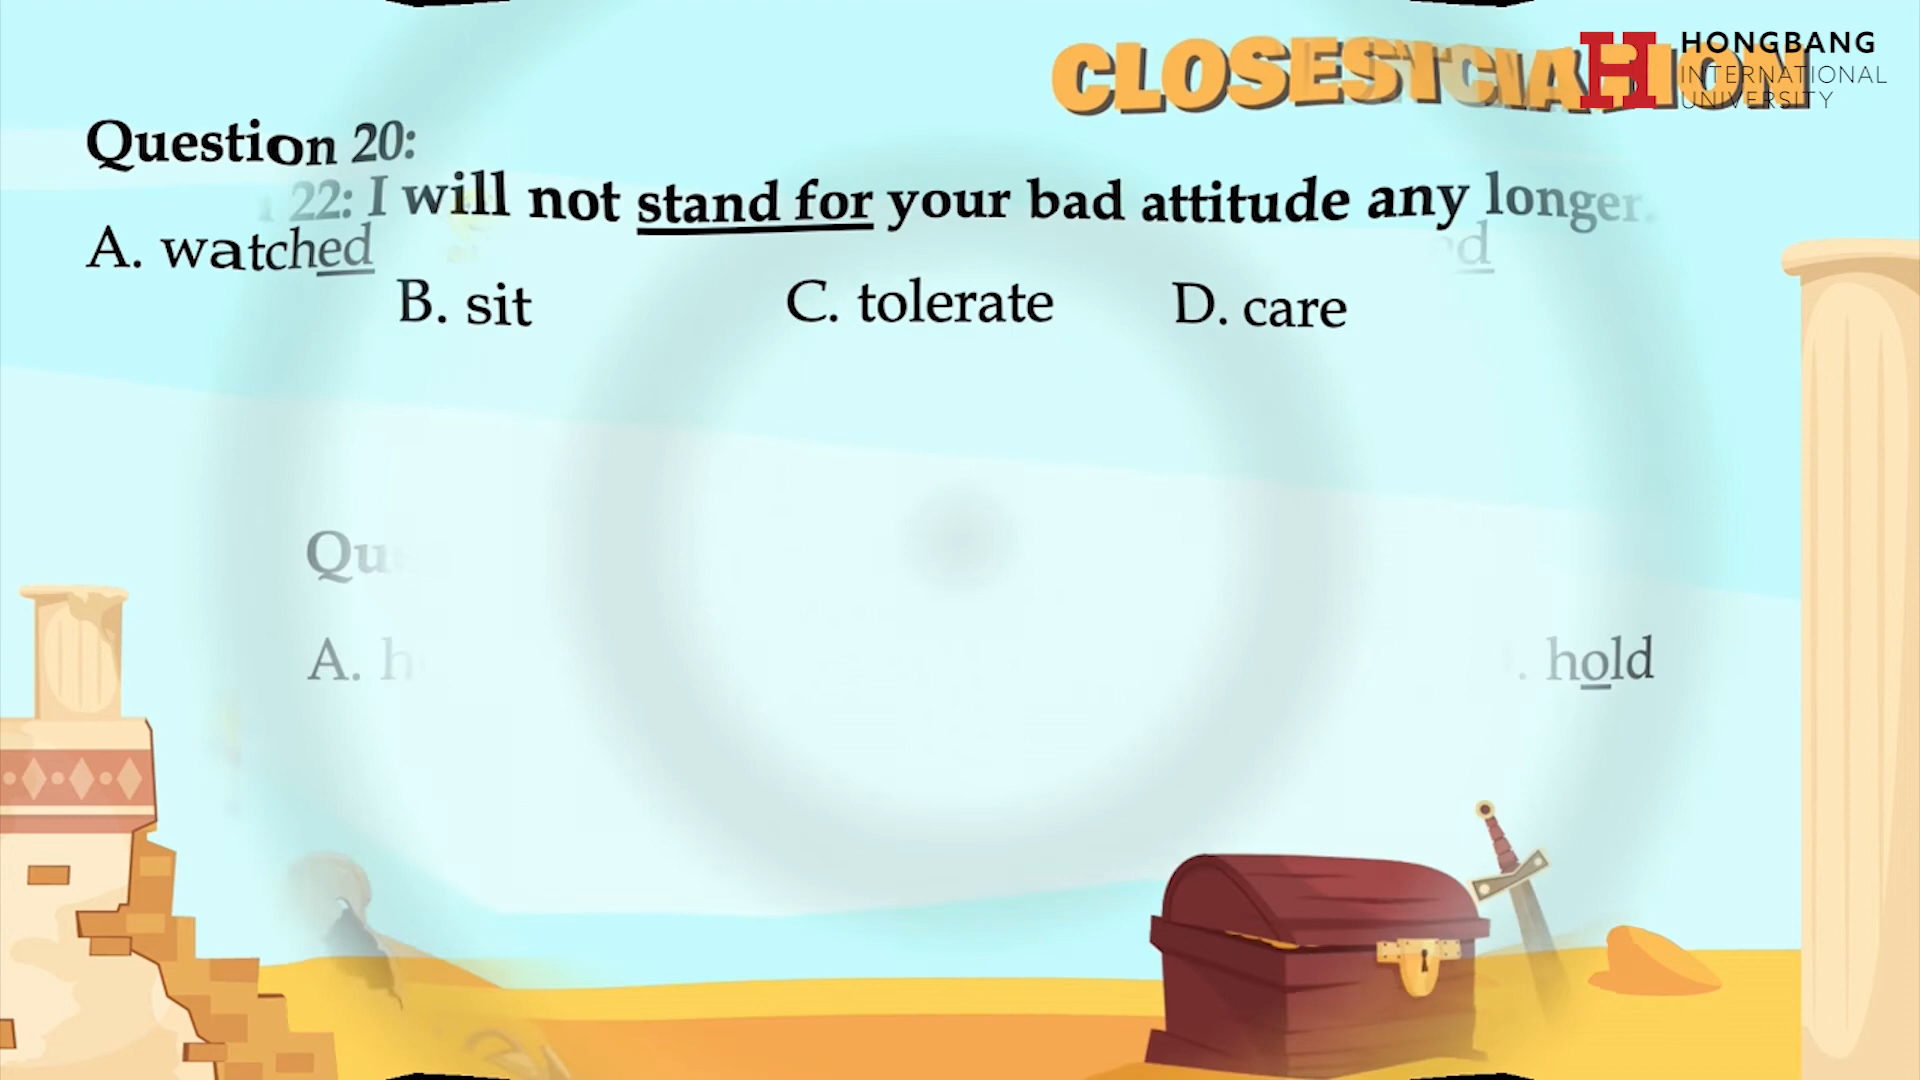 HONGBANG
INTERNATIONAL
UNIVERSITY
CLOSEST
Question 20:
22: I will not stand for your bad attitude any longer.
A. watched
B. sit C. tolerate D. care
A.
hold